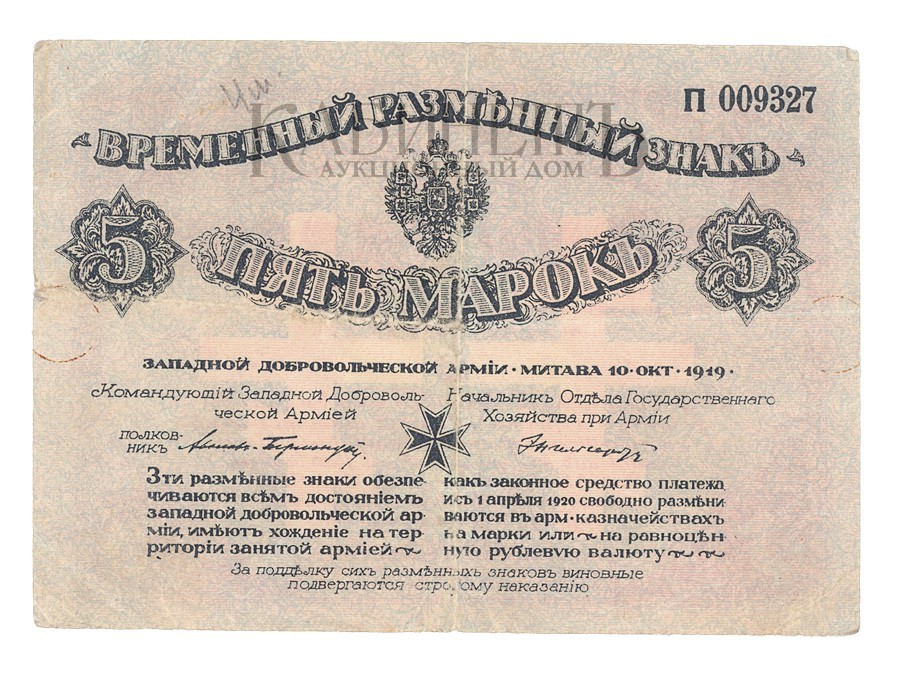 П 009327
ВРЕМЕННЫЙ РАЗМѢННЫЙ ЗНАКЪ
КАБИНЕТЪ
АУКЦИОННЫЙ ДОМ
5 5
ПЯТЬ МАРОКЪ
ЗАПАДНОЙ ДОБРОВОЛЬЧЕСКОЙ АРМІИ · МИТАВА 10 · ОКТ · 1919 ·
Командующій Западной Доброволь-
ческой Арміей
Начальникъ Отдѣла Государственнаго
Хозяйства при Арміи
полков-
никъ
Эти размѣнные знаки обезпе-
чиваются всѣмъ достояніемъ
западной добровольческой ар-
міи, имѣютъ хожденіе на тер-
риторіи занятой арміей
какъ законное средство платежа
и съ 1 апрѣля 1920 свободно размѣни-
ваются въ арм · казначействахъ
на марки или на равноцѣн-
ную рублевую валюту
За поддѣлку сихъ размѣнныхъ знаковъ виновные
подвергаются строгому наказанію